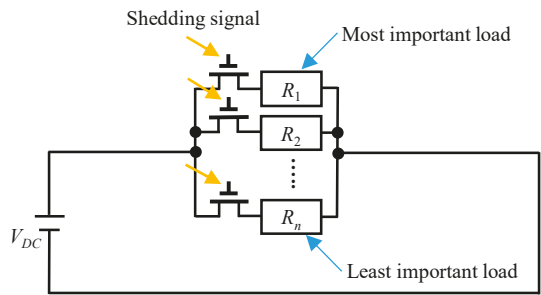 Shedding signal
Most important load
R1
R2
Rn
VDC
Least important load